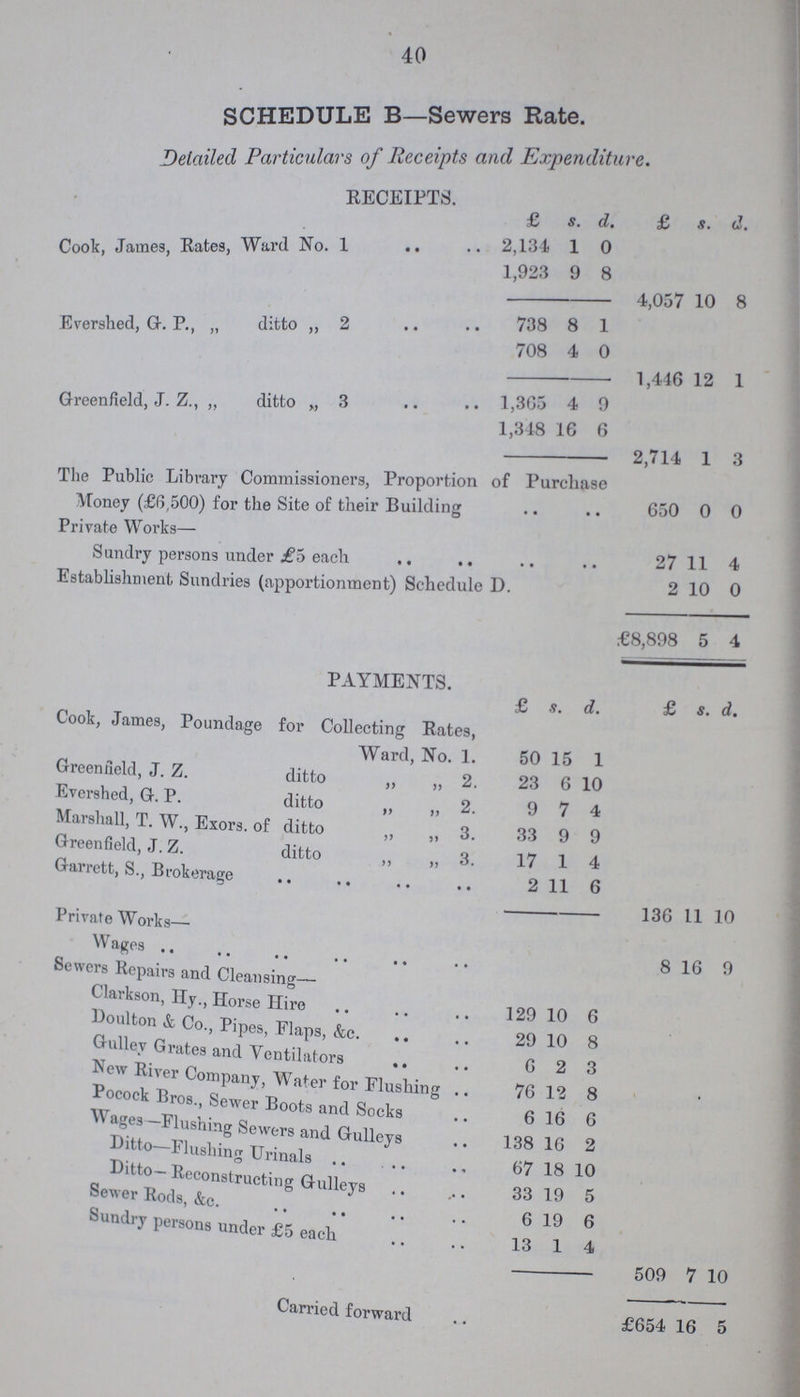 40
SCHEDULE B—Sewers Rate.
Detailed Particulars of Receipts and Expenditure.
RECEIPTS.
£ s. d. £ s. d.
Cook, James, Rates, Ward No. 1 .. .. 2,134 1 0
1,923 9 8
4,057 10 8
Evershed, G. P., „ ditto „ 2 .. .. 738 8 1
708 4 0
1,446 12 1
Greenfield, J. Z., „ ditto „ 3 .. .. 1,365 4 9
1,348 16 6
2,714 1 3
The Public Library Commissioners, Proportion of Purchase
Money (£6,500) for the Site of their Building .. .. 650 0 0
Private Works—
Sundry persons under £5 each .. .. .. .. 27 11 4
Establishment Sundries (apportionment) Schedule D. 2 10 0
£8,898 5 4
PAYMENTS.
£ s. d. £ s. d.
Cook, James, Poundage for Collecting Rates,
Ward, No. 1. 50 15 1
Greenfield, J. Z. ditto „ „ 2. 23 6 10
Evershed, G. P. ditto „ „ 2. 9 7 4
Marshall, T. W., Exors. of ditto „ „ 3. 33 9 9
Greenfield, J. Z. ditto „ „ 3. 17 1 4
Garrett, S., Brokerage .. .. .. .. 2 11 6
136 11 10
Private Works—
Wages .. .. .. .. .. .. 8 16 9
Sewers Repairs and Cleansing—
Clarkson, Hy., Horse Hire .. .. .. 129 10 6
Doulton & Co., Pipes, Flaps, &c. .. .. 29 10 8
Gulley Grates and Ventilators .. .. 6 2 3
New River Company, Water for Flushing .. 76 12 8
Pocock Bros., Sewer Boots and Socks .. 6 16 6
Wages—Flushing Sewers and Gulleys .. 138 16 2
Ditto—Flushing Urinals .. .. .. 67 18 10
Ditto—Reconstructing Gulleys .. .. 33 19 5
Sewer Rods, &c. .. .. .. .. 6 19 6
Sundry persons under £5 each .. .. 13 1 4
509 7 10
Carried forward .. £654 16 5